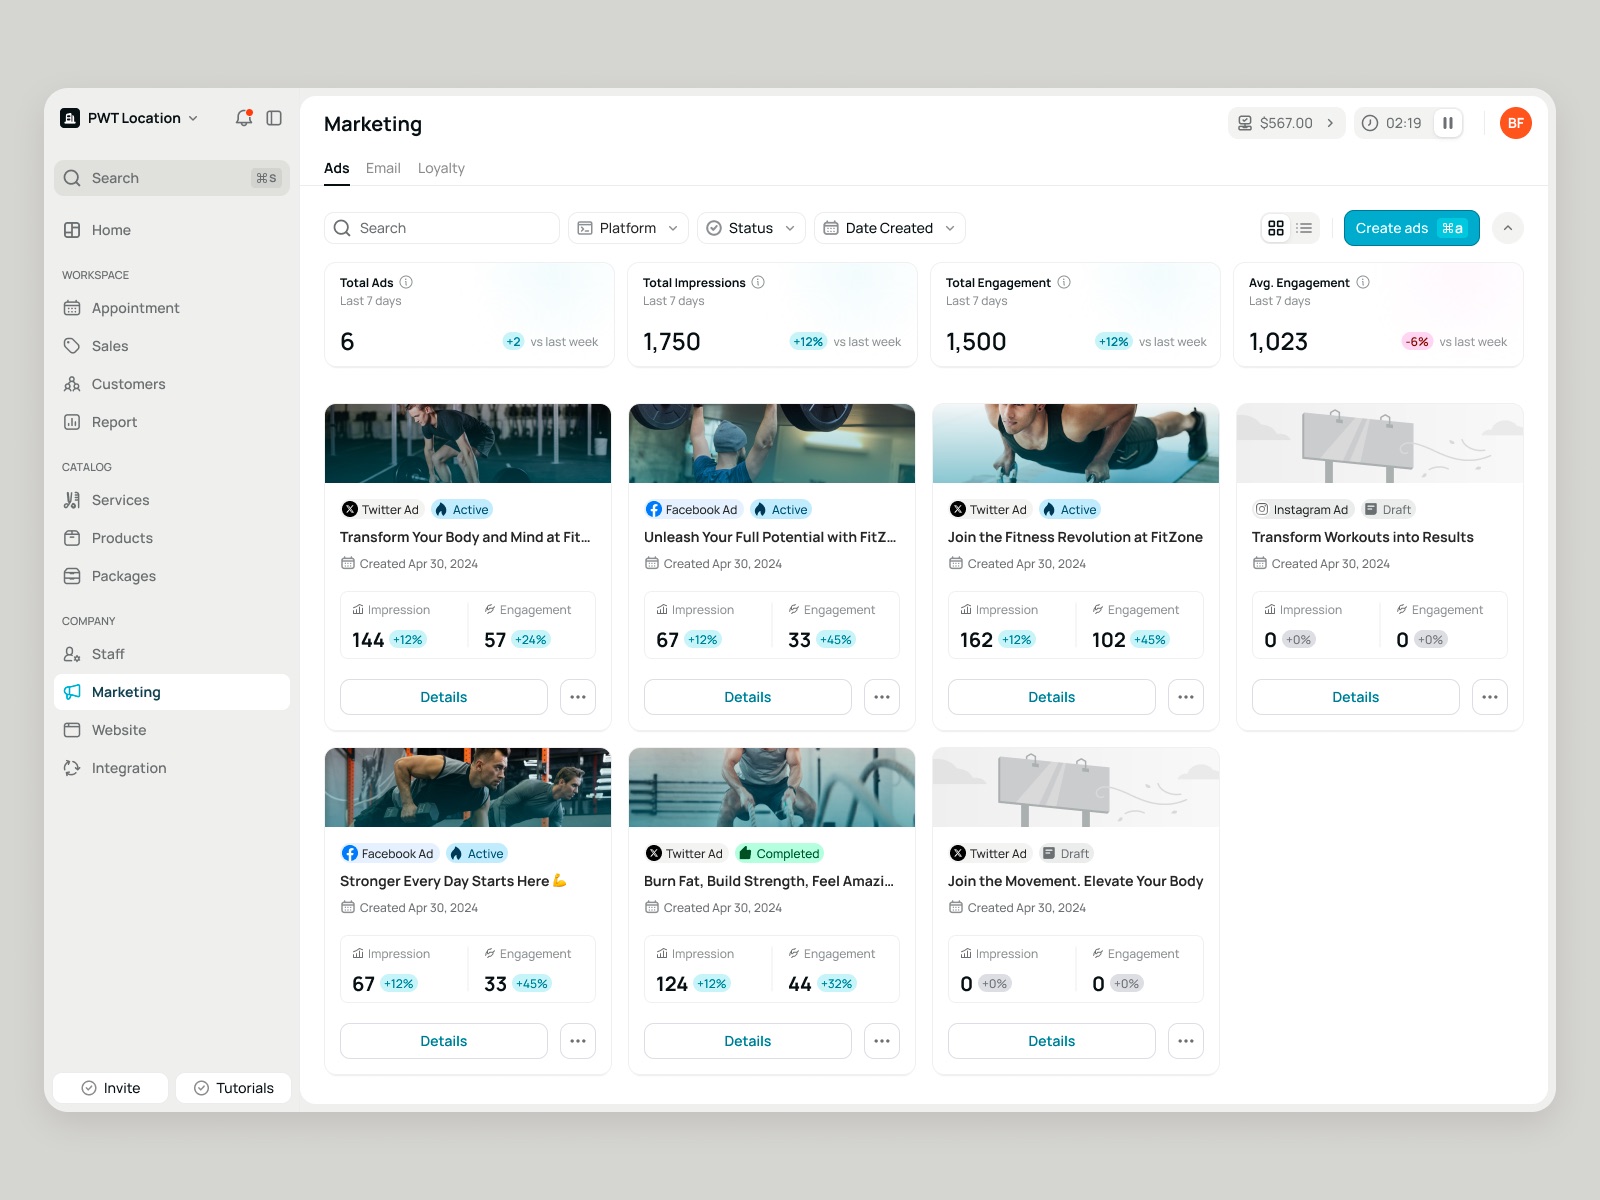 PWT Location
Search ⌘S
Home
WORKSPACE
Appointment
Sales
Customers
Report
CATALOG
Services
Products
Packages
COMPANY
Staff
Marketing
Website
Integration
Invite
Tutorials
Marketing
$567.00
02:19
BF
Ads Email Loyalty
Search
Platform
Status
Date Created
Create ads ⌘a
Total Ads
Last 7 days
6 +2 vs last week
Total Impressions
Last 7 days
1,750 +12% vs last week
Total Engagement
Last 7 days
1,500 +12% vs last week
Avg. Engagement
Last 7 days
1,023 -6% vs last week
Twitter Ad Active
Transform Your Body and Mind at Fit...
Created Apr 30, 2024
Impression Engagement
144 +12% 57 +24%
Details
Facebook Ad Active
Unleash Your Full Potential with FitZ...
Created Apr 30, 2024
Impression Engagement
67 +12% 33 +45%
Details
Twitter Ad Active
Join the Fitness Revolution at FitZone
Created Apr 30, 2024
Impression Engagement
162 +12% 102 +45%
Details
Instagram Ad Draft
Transform Workouts into Results
Created Apr 30, 2024
Impression Engagement
0 +0% 0 +0%
Details
Facebook Ad Active
Stronger Every Day Starts Here 💪
Created Apr 30, 2024
Impression Engagement
67 +12% 33 +45%
Details
Twitter Ad Completed
Burn Fat, Build Strength, Feel Amazi...
Created Apr 30, 2024
Impression Engagement
124 +12% 44 +32%
Details
Twitter Ad Draft
Join the Movement. Elevate Your Body
Created Apr 30, 2024
Impression Engagement
0 +0% 0 +0%
Details